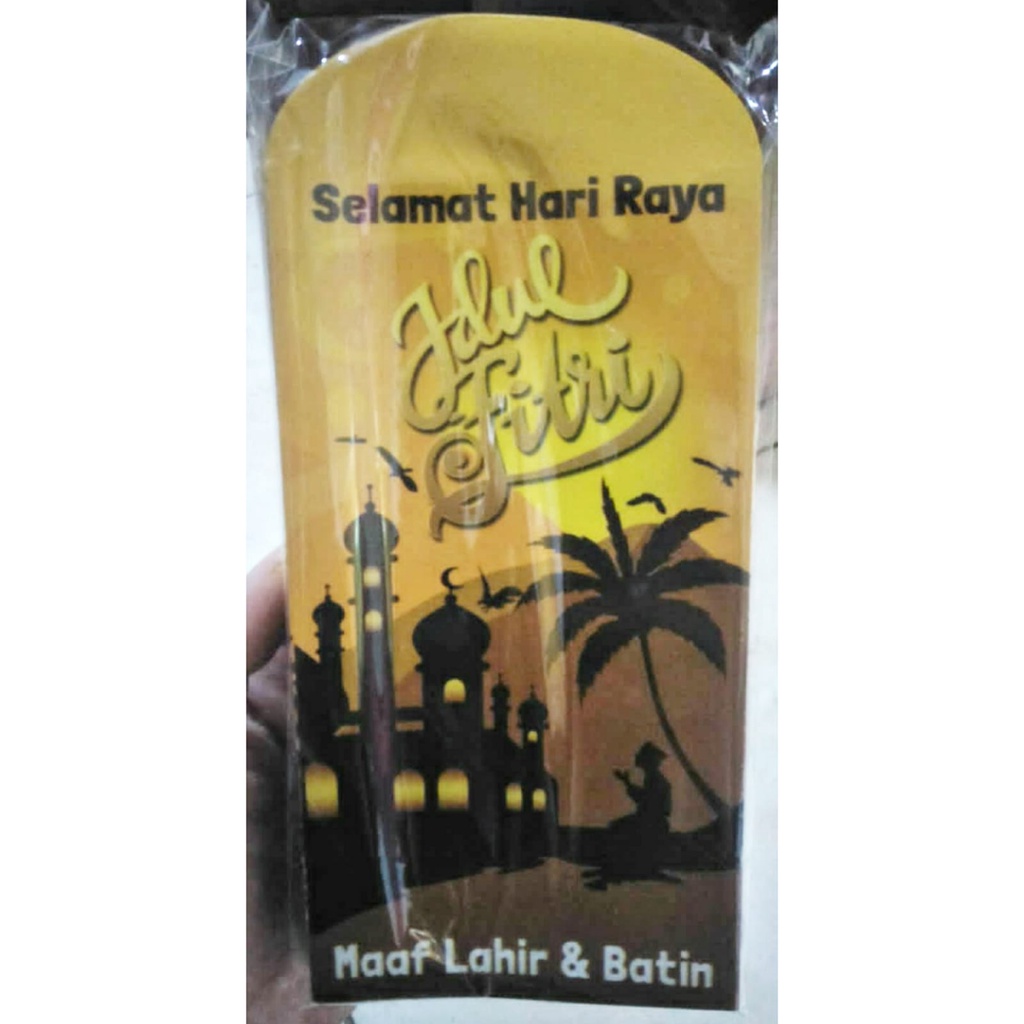 Selamat Hari Raya
Idul
Fitri
Maaf Lahir & Batin